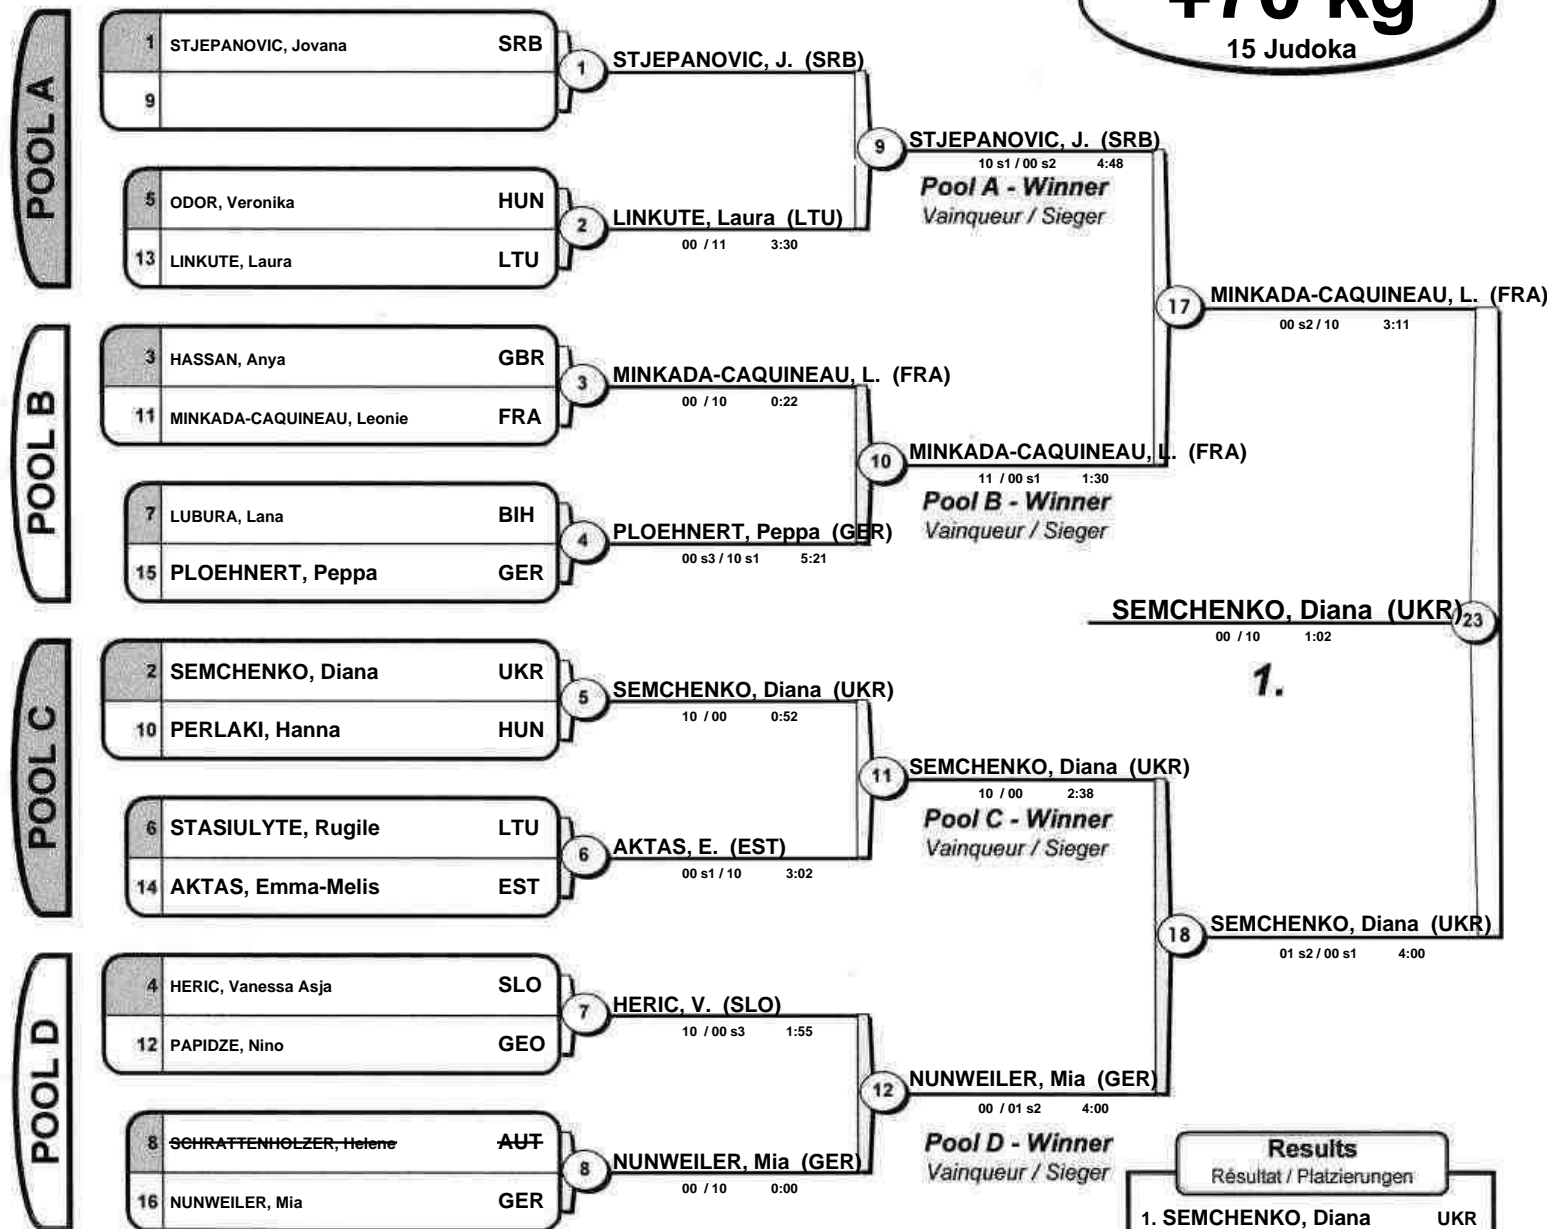 +70 kg
15 Judoka
POOL A
1 STJEPANOVIC, Jovana SRB
9
1 STJEPANOVIC, J. (SRB)
5 ODOR, Veronika HUN
13 LINKUTE, Laura LTU
2 LINKUTE, Laura (LTU)
00 / 11 3:30
9 STJEPANOVIC, J. (SRB)
10 s1 / 00 s2 4:48
Pool A - Winner
Vainqueur / Sieger
POOL B
3 HASSAN, Anya GBR
11 MINKADA-CAQUINEAU, Leonie FRA
3 MINKADA-CAQUINEAU, L. (FRA)
00 / 10 0:22
7 LUBURA, Lana BIH
15 PLOEHNERT, Peppa GER
4 PLOEHNERT, Peppa (GER)
00 s3 / 10 s1 5:21
10 MINKADA-CAQUINEAU, L. (FRA)
11 / 00 s1 1:30
Pool B - Winner
Vainqueur / Sieger
17 MINKADA-CAQUINEAU, L. (FRA)
00 s2 / 10 3:11
SEMCHENKO, Diana (UKR) 23
00 / 10 1:02
1.
POOL C
2 SEMCHENKO, Diana UKR
10 PERLAKI, Hanna HUN
5 SEMCHENKO, Diana (UKR)
10 / 00 0:52
6 STASIULYTE, Rugile LTU
14 AKTAS, Emma-Melis EST
6 AKTAS, E. (EST)
00 s1 / 10 3:02
11 SEMCHENKO, Diana (UKR)
10 / 00 2:38
Pool C - Winner
Vainqueur / Sieger
POOL D
4 HERIC, Vanessa Asja SLO
12 PAPIDZE, Nino GEO
7 HERIC, V. (SLO)
10 / 00 s3 1:55
8 SCHRATTENHOLZER, Helene AUT
16 NUNWEILER, Mia GER
8 NUNWEILER, Mia (GER)
00 / 10 0:00
12 NUNWEILER, Mia (GER)
00 / 01 s2 4:00
Pool D - Winner
Vainqueur / Sieger
18 SEMCHENKO, Diana (UKR)
01 s2 / 00 s1 4:00
Results
Résultat / Platzierungen
1. SEMCHENKO, Diana UKR